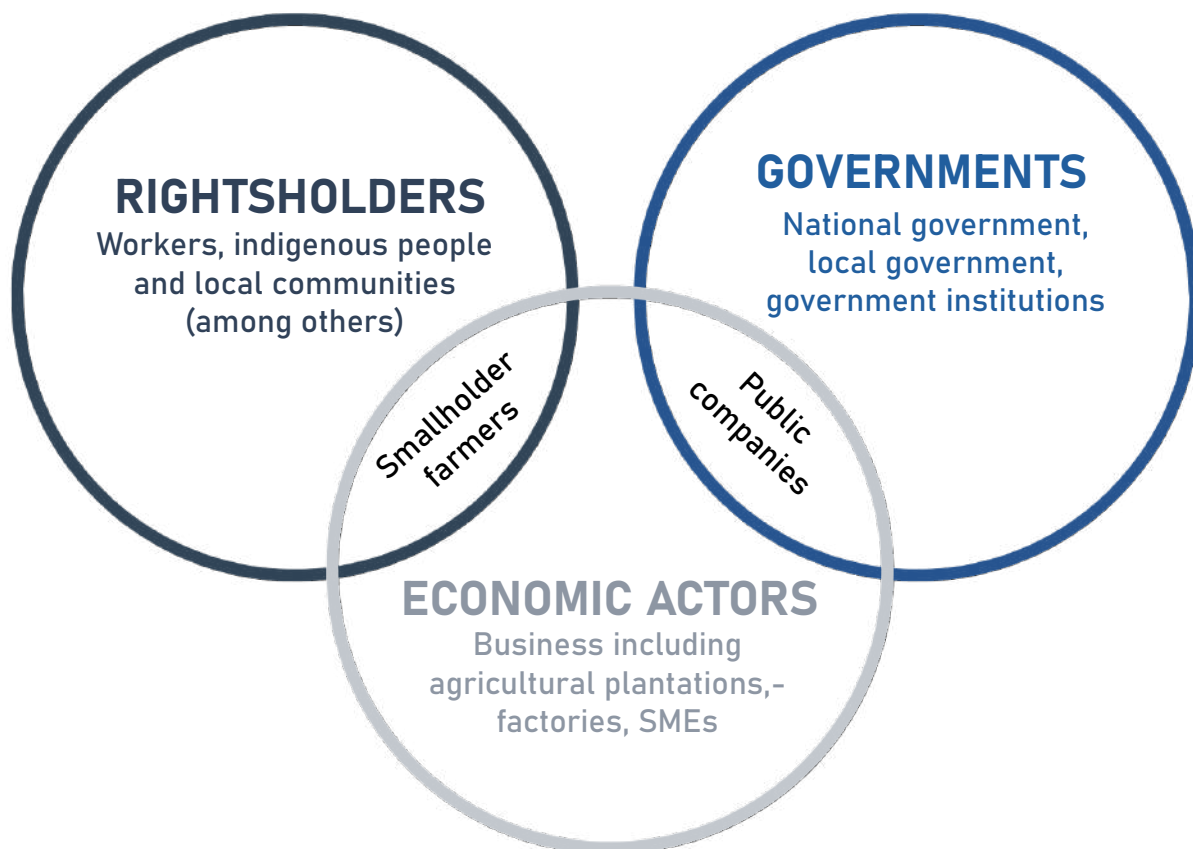 RIGHTSHOLDERS
Workers, indigenous people
and local communities
(among others)
GOVERNMENTS
National government,
local government,
government institutions
Smallholder
farmers
Public
companies
ECONOMIC ACTORS
Business including
agricultural plantations,-
factories, SMEs